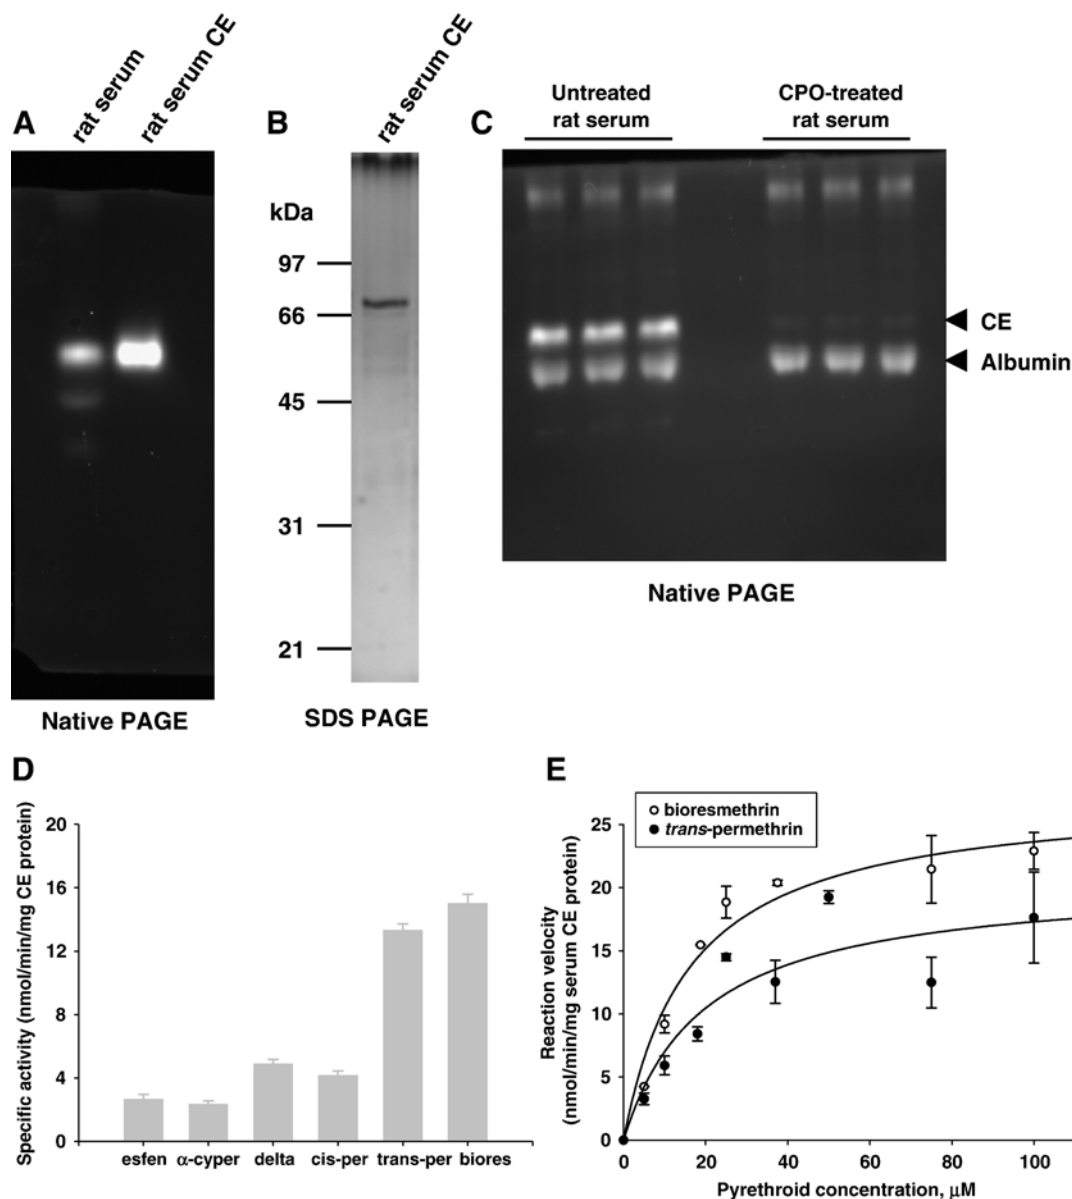 A
rat serum
rat serum CE
Native PAGE
B
rat serum CE
kDa
97
66
45
31
21
SDS PAGE
C
Untreated
rat serum
CPO-treated
rat serum
CE
Albumin
Native PAGE
D
Specific activity (nmol/min/mg CE protein)
20
16
12
8
4
0
esfen
α-cyper
delta
cis-per
trans-per
biores
E
bioresmethrin
trans-permethrin
Reaction velocity
(nmol/min/mg serum CE protein)
25
20
15
10
5
0
0
20
40
60
80
100
Pyrethroid concentration, μM